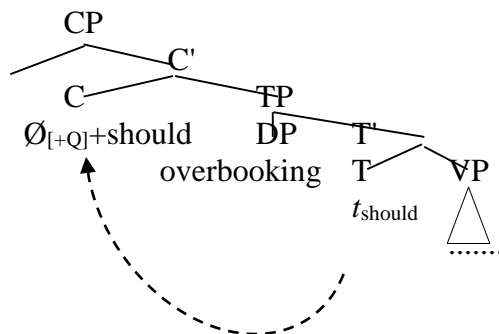 CP
C'
C TP
Ø[+Q]+should DP T'
overbooking T VP
tshould
........